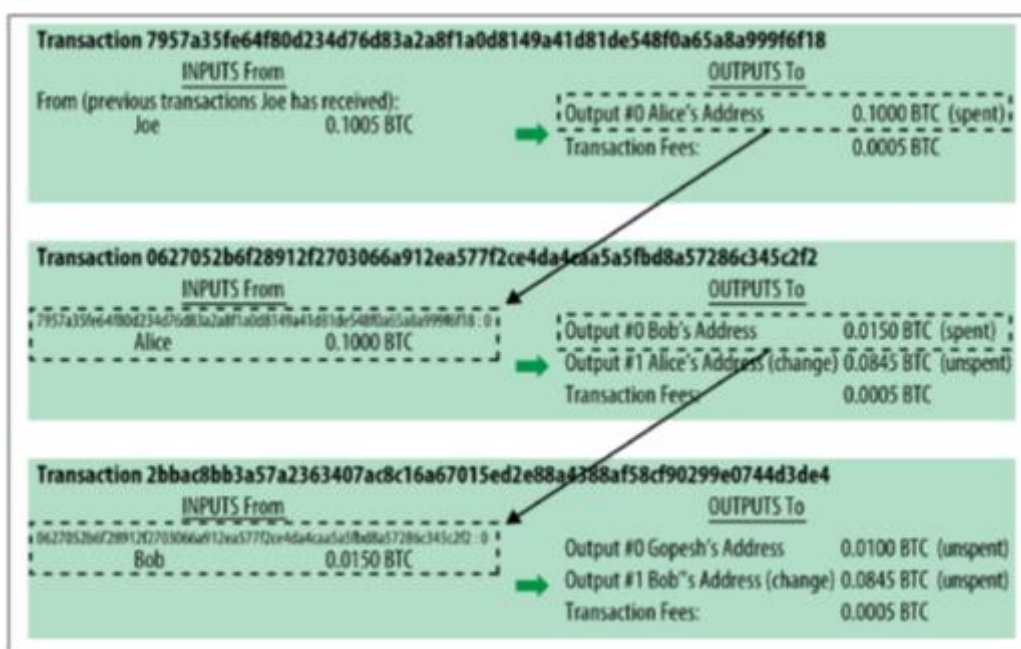 Transaction 7957a35fe64f80d234d76d83a2a8f1a0d8149a41d81de548f0a65a8a999f6f18
INPUTS From
OUTPUTS To
From (previous transactions Joe has received):
Joe 0.1005 BTC
Output #0 Alice's Address 0.1000 BTC (spent)
Transaction Fees: 0.0005 BTC
Transaction 0627052b6f28912f2703066a912ea577f2ce4da4caa5a5fbd8a57286c345c2f2
INPUTS From
OUTPUTS To
7957a35fe64f80d234d76d83a2a8f1a0d8149a41d81de548f0a65a8a999f6f18 : 0
Alice 0.1000 BTC
Output #0 Bob's Address 0.0150 BTC (spent)
Output #1 Alice's Address (change) 0.0845 BTC (unspent)
Transaction Fees: 0.0005 BTC
Transaction 2bbac8bb3a57a2363407ac8c16a67015ed2e88a4388af58cf90299e0744d3de4
INPUTS From
OUTPUTS To
0627052b6f28912f2703066a912ea577f2ce4da4caa5a5fbd8a57286c345c2f2 : 0
Bob 0.0150 BTC
Output #0 Gopesh's Address 0.0100 BTC (unspent)
Output #1 Bob"s Address (change) 0.0845 BTC (unspent)
Transaction Fees: 0.0005 BTC